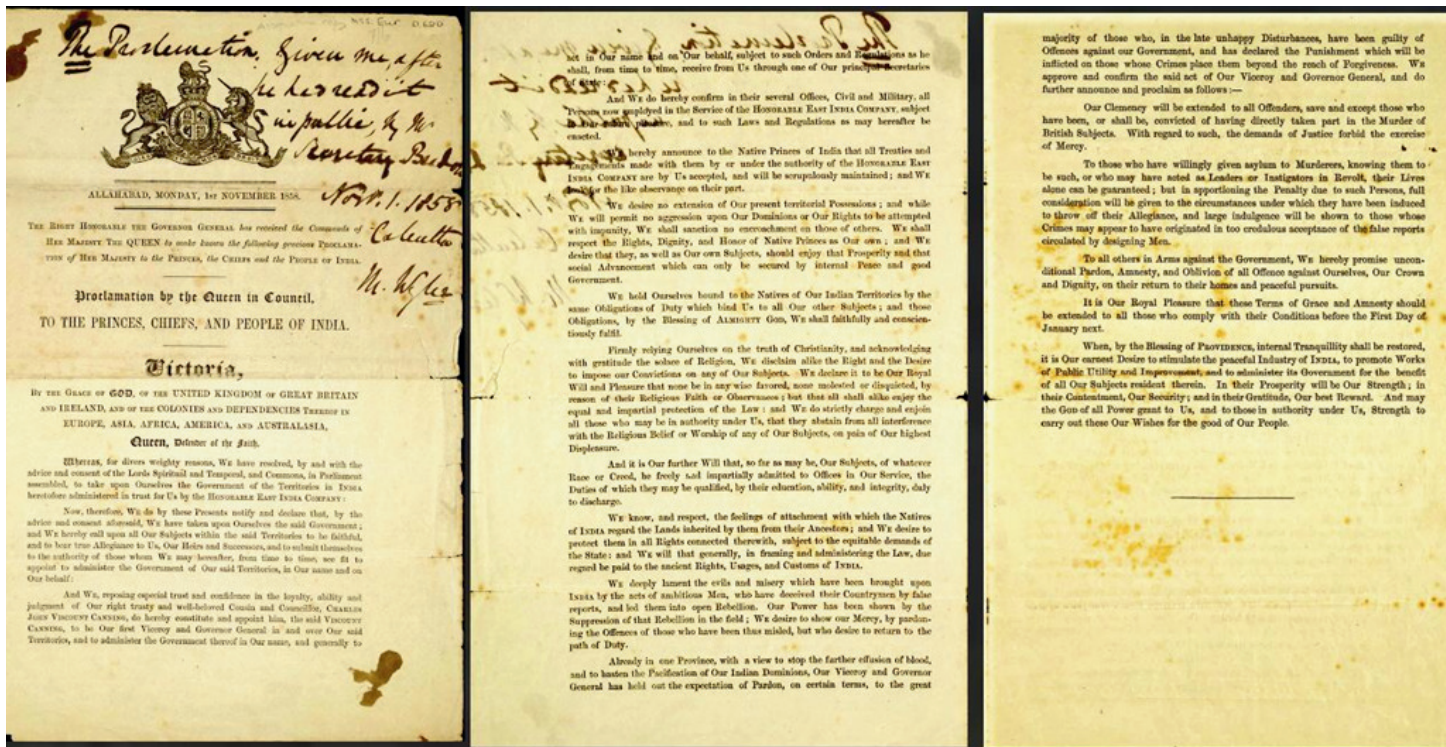 The Proclamation. Given me, after
he has read it
in public, by Mr
Secretary
Novr. 1. 1858
Calcutta
ALLAHABAD, MONDAY, 1ST NOVEMBER 1858.
THE RIGHT HONORABLE THE GOVERNOR GENERAL has received the Commands of
HER MAJESTY THE QUEEN to make known the following gracious PROCLAMA-
TION of HER MAJESTY to the PRINCES, the CHIEFS and the PEOPLE OF INDIA.
Proclamation by the Queen in Council,
TO THE PRINCES, CHIEFS, AND PEOPLE OF INDIA.
Victoria,
BY THE GRACE OF GOD, OF THE UNITED KINGDOM OF GREAT BRITAIN
AND IRELAND, AND OF THE COLONIES AND DEPENDENCIES THEREOF IN
EUROPE, ASIA, AFRICA, AMERICA, AND AUSTRALASIA,
Queen, Defender of the Faith.
Whereas, for divers weighty reasons, WE have resolved, by and with the
advice and consent of the Lords Spiritual and Temporal, and Commons, in Parliament
assembled, to take upon Ourselves the Government of the Territories in INDIA
heretofore administered in trust for Us by the HONORABLE EAST INDIA COMPANY:
Now, therefore, WE do by these Presents notify and declare that, by the
advice and consent aforesaid, WE have taken upon Ourselves the said Government;
and WE hereby call upon all Our Subjects within the said Territories to be faithful,
and to bear true Allegiance to Us, Our Heirs and Successors, and to submit themselves
to the authority of those whom WE may hereafter, from time to time, see fit to
appoint to administer the Government of Our said Territories, in Our name and on
Our behalf:
And WE, reposing especial trust and confidence in the loyalty, ability and
judgment of Our right trusty and well-beloved Cousin and Councillor, CHARLES
JOHN VISCOUNT CANNING, do hereby constitute and appoint him, the said VISCOUNT
CANNING, to be Our first Viceroy and Governor General in and over Our said
Territories, and to administer the Government thereof in Our name, and generally to
act in Our name and on Our behalf, subject to such Orders and Regulations as he
shall, from time to time, receive from Us through one of Our principal Secretaries
of State:
And WE do hereby confirm in their several Offices, Civil and Military, all
Persons now employed in the Service of the HONORABLE EAST INDIA COMPANY, subject
to Our future pleasure, and to such Laws and Regulations as may hereafter be
enacted.
We hereby announce to the Native Princes of India that all Treaties and
Engagements made with them by or under the authority of the HONORABLE EAST
INDIA COMPANY are by Us accepted, and will be scrupulously maintained; and WE
look for the like observance on their part.
WE desire no extension of Our present territorial Possessions; and while
WE will permit no aggression upon Our Dominions or Our Rights to be attempted
with impunity, WE shall sanction no encroachment on those of others. WE shall
respect the Rights, Dignity, and Honor of Native Princes as Our own; and WE
desire that they, as well as Our own Subjects, should enjoy that Prosperity and that
social Advancement which can only be secured by internal Peace and good
Government.
WE hold Ourselves bound to the Natives of Our Indian Territories by the
same Obligations of Duty which bind Us to all Our other Subjects; and those
Obligations, by the Blessing of ALMIGHTY GOD, WE shall faithfully and conscien-
tiously fulfil.
Firmly relying Ourselves on the truth of Christianity, and acknowledging
with gratitude the solace of Religion, WE disclaim alike the Right and the Desire
to impose our Convictions on any of Our Subjects. WE declare it to be Our Royal
Will and Pleasure that none be in any wise favored, none molested or disquieted, by
reason of their Religious Faith or Observances; but that all shall alike enjoy the
equal and impartial protection of the Law: and WE do strictly charge and enjoin
all those who may be in authority under Us, that they abstain from all interference
with the Religious Belief or Worship of any of Our Subjects, on pain of Our highest
Displeasure.
And it is Our further Will that, so far as may be, Our Subjects, of whatever
Race or Creed, be freely and impartially admitted to Offices in Our Service, the
Duties of which they may be qualified, by their education, ability, and integrity, duly
to discharge.
WE know, and respect, the feelings of attachment with which the Natives
of INDIA regard the Lands inherited by them from their Ancestors; and WE desire to
protect them in all Rights connected therewith, subject to the equitable demands of
the State: and WE will that generally, in framing and administering the Law, due
regard be paid to the ancient Rights, Usages, and Customs of INDIA.
WE deeply lament the evils and misery which have been brought upon
INDIA by the acts of ambitious Men, who have deceived their Countrymen by false
reports, and led them into open Rebellion. Our Power has been shown by the
Suppression of that Rebellion in the field; WE desire to show our Mercy, by pardon-
ing the Offences of those who have been thus misled, but who desire to return to the
path of Duty.
Already in one Province, with a view to stop the further effusion of blood,
and to hasten the Pacification of Our Indian Dominions, Our Viceroy and Governor
General has held out the expectation of Pardon, on certain terms, to the great
majority of those who, in the late unhappy Disturbances, have been guilty of
Offences against our Government, and has declared the Punishment which will be
inflicted on those whose Crimes place them beyond the reach of Forgiveness. WE
approve and confirm the said act of Our Viceroy and Governor General, and do
further announce and proclaim as follows:—
Our Clemency will be extended to all Offenders, save and except those who
have been, or shall be, convicted of having directly taken part in the Murder of
British Subjects. With regard to such, the demands of Justice forbid the exercise
of Mercy.
To those who have willingly given asylum to Murderers, knowing them to
be such, or who may have acted as Leaders or Instigators in Revolt, their Lives
alone can be guaranteed; but in apportioning the Penalty due to such Persons, full
consideration will be given to the circumstances under which they have been induced
to throw off their Allegiance, and large indulgence will be shown to those whose
Crimes may appear to have originated in too credulous acceptance of the false reports
circulated by designing Men.
To all others in Arms against the Government, WE hereby promise uncon-
ditional Pardon, Amnesty, and Oblivion of all Offence against Ourselves, Our Crown
and Dignity, on their return to their homes and peaceful pursuits.
It is Our Royal Pleasure that these Terms of Grace and Amnesty should
be extended to all those who comply with their Conditions before the First Day of
January next.
When, by the Blessing of PROVIDENCE, internal Tranquillity shall be restored,
it is Our earnest Desire to stimulate the peaceful Industry of INDIA, to promote Works
of Public Utility and Improvement, and to administer its Government for the benefit
of all Our Subjects resident therein. In their Prosperity will be Our Strength; in
their Contentment, Our Security; and in their Gratitude, Our best Reward. And may
the GOD of all Power grant to Us, and to those in authority under Us, Strength to
carry out these Our Wishes for the good of Our People.